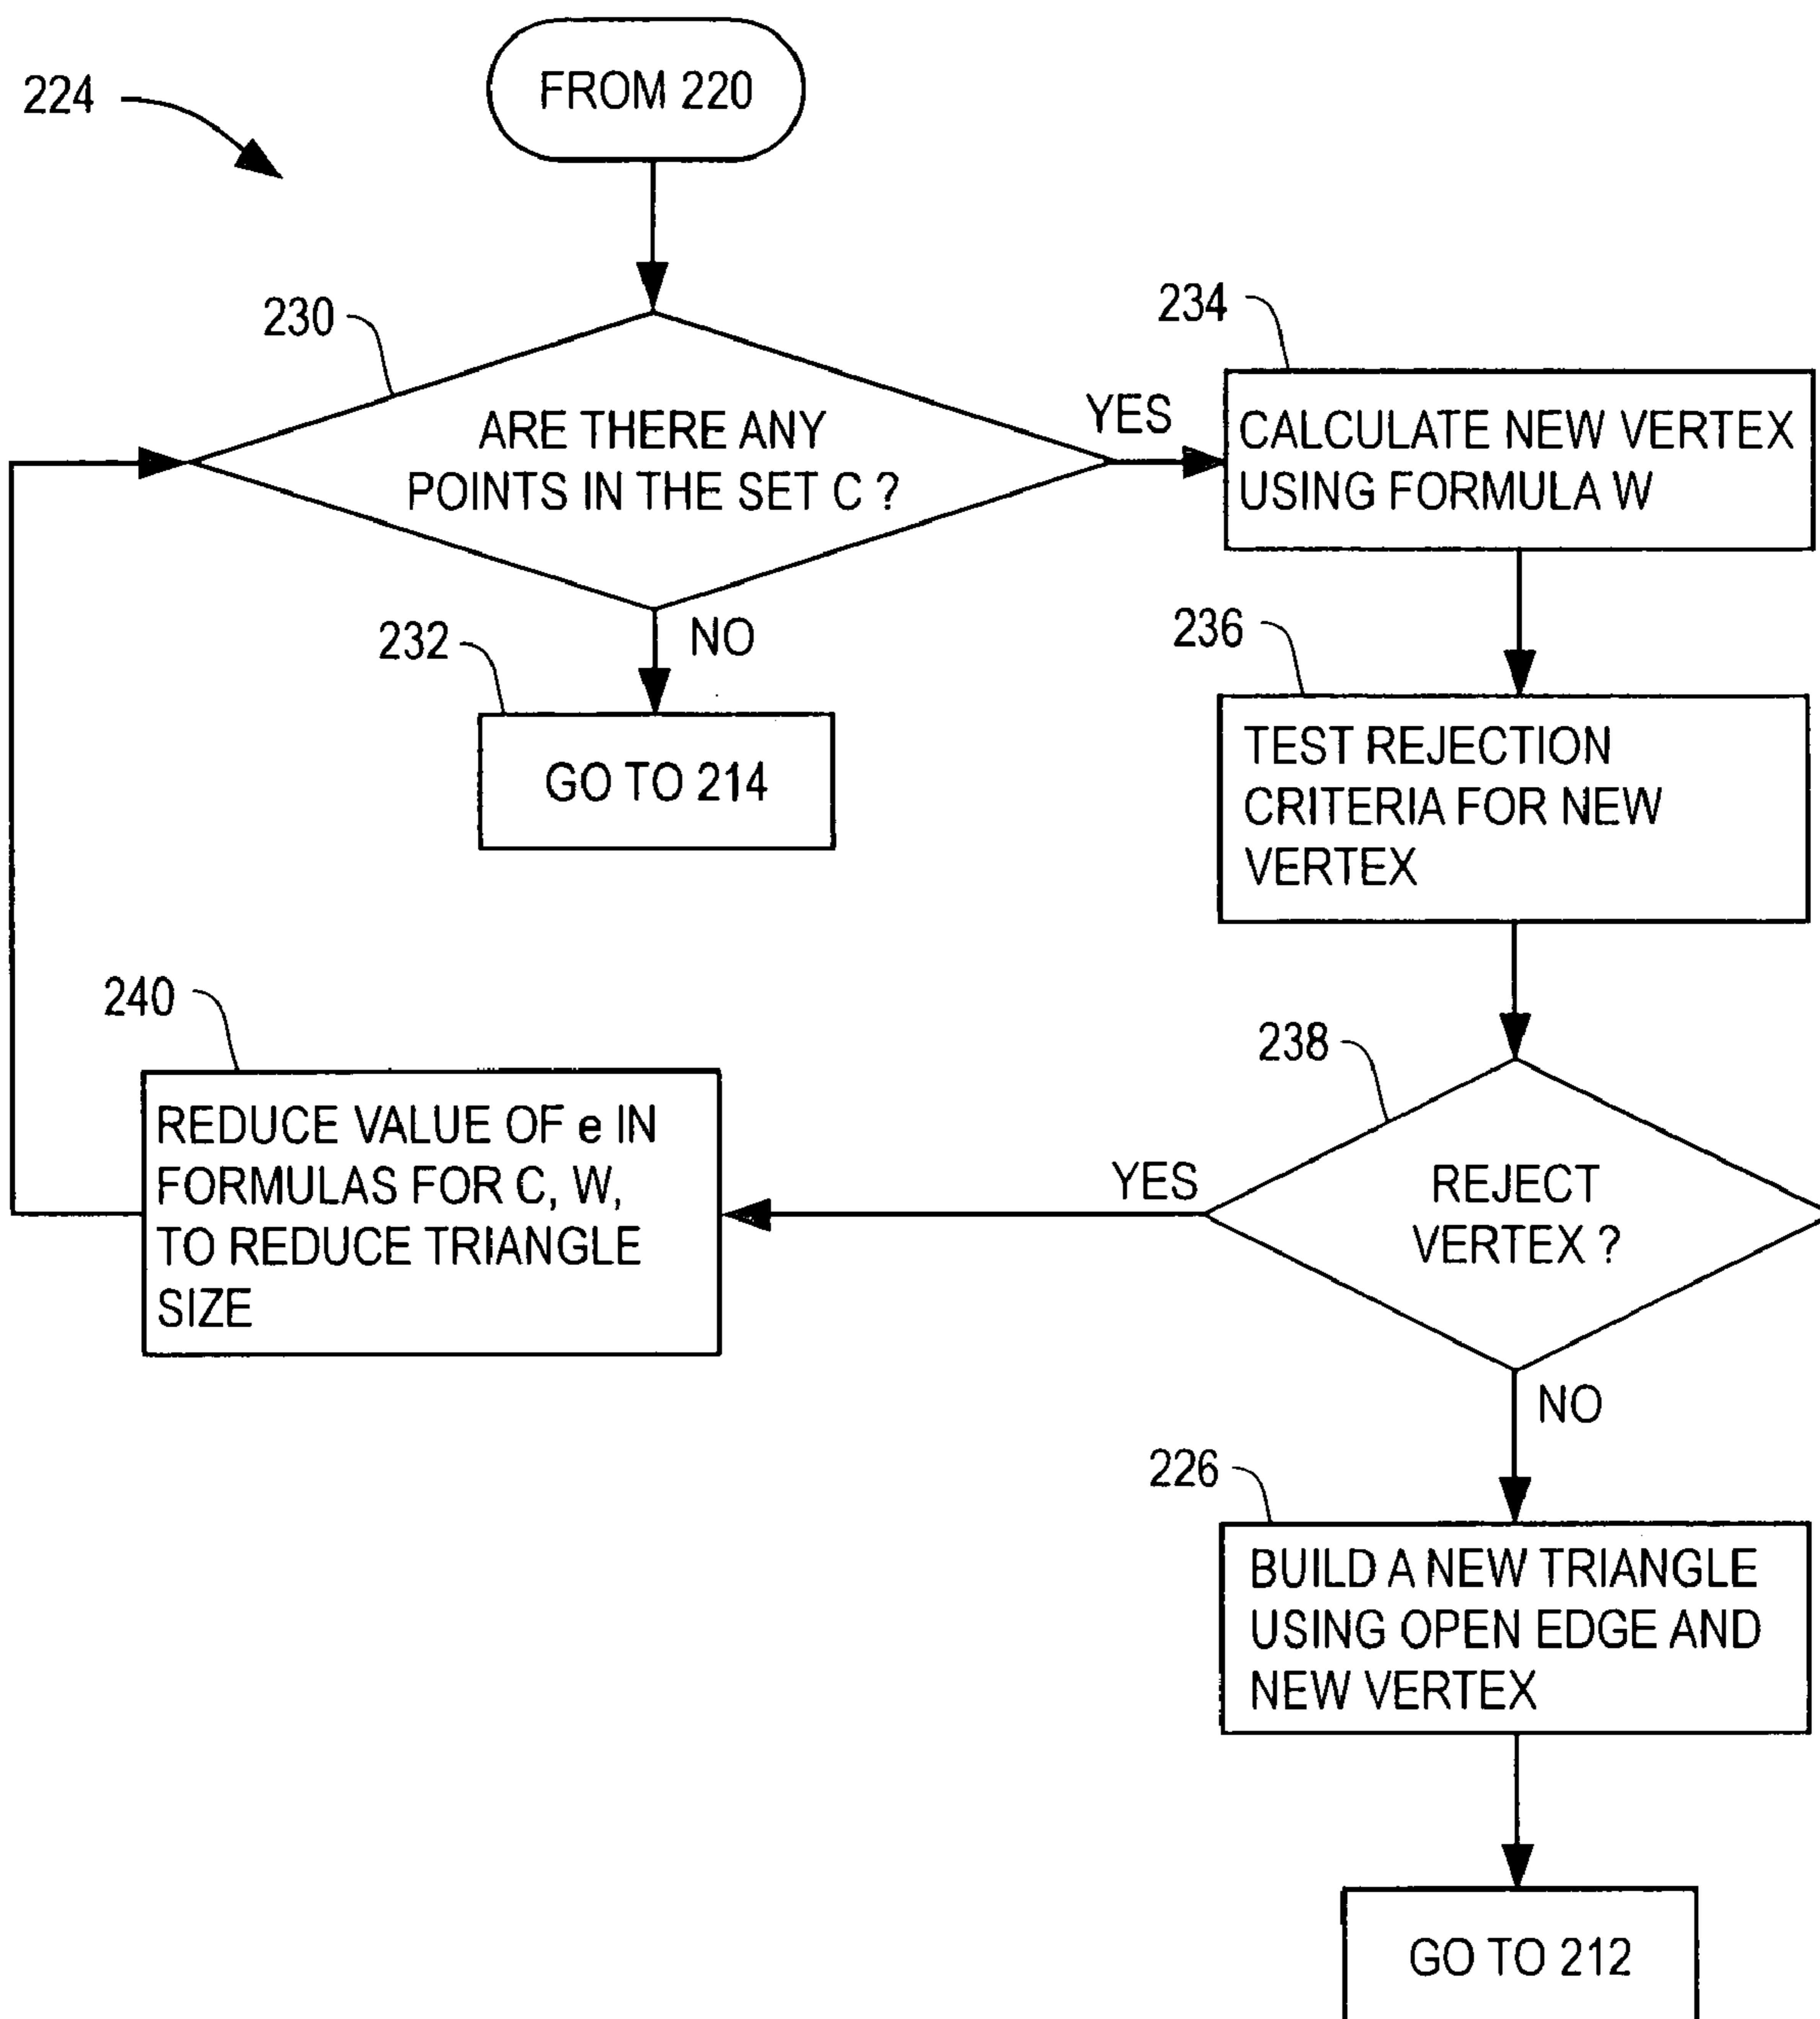 224
FROM 220
230
ARE THERE ANY
POINTS IN THE SET C ?
YES
234
CALCULATE NEW VERTEX
USING FORMULA W
NO
232
GO TO 214
236
TEST REJECTION
CRITERIA FOR NEW
VERTEX
238
REJECT
VERTEX ?
YES
240
REDUCE VALUE OF e IN
FORMULAS FOR C, W,
TO REDUCE TRIANGLE
SIZE
NO
226
BUILD A NEW TRIANGLE
USING OPEN EDGE AND
NEW VERTEX
GO TO 212